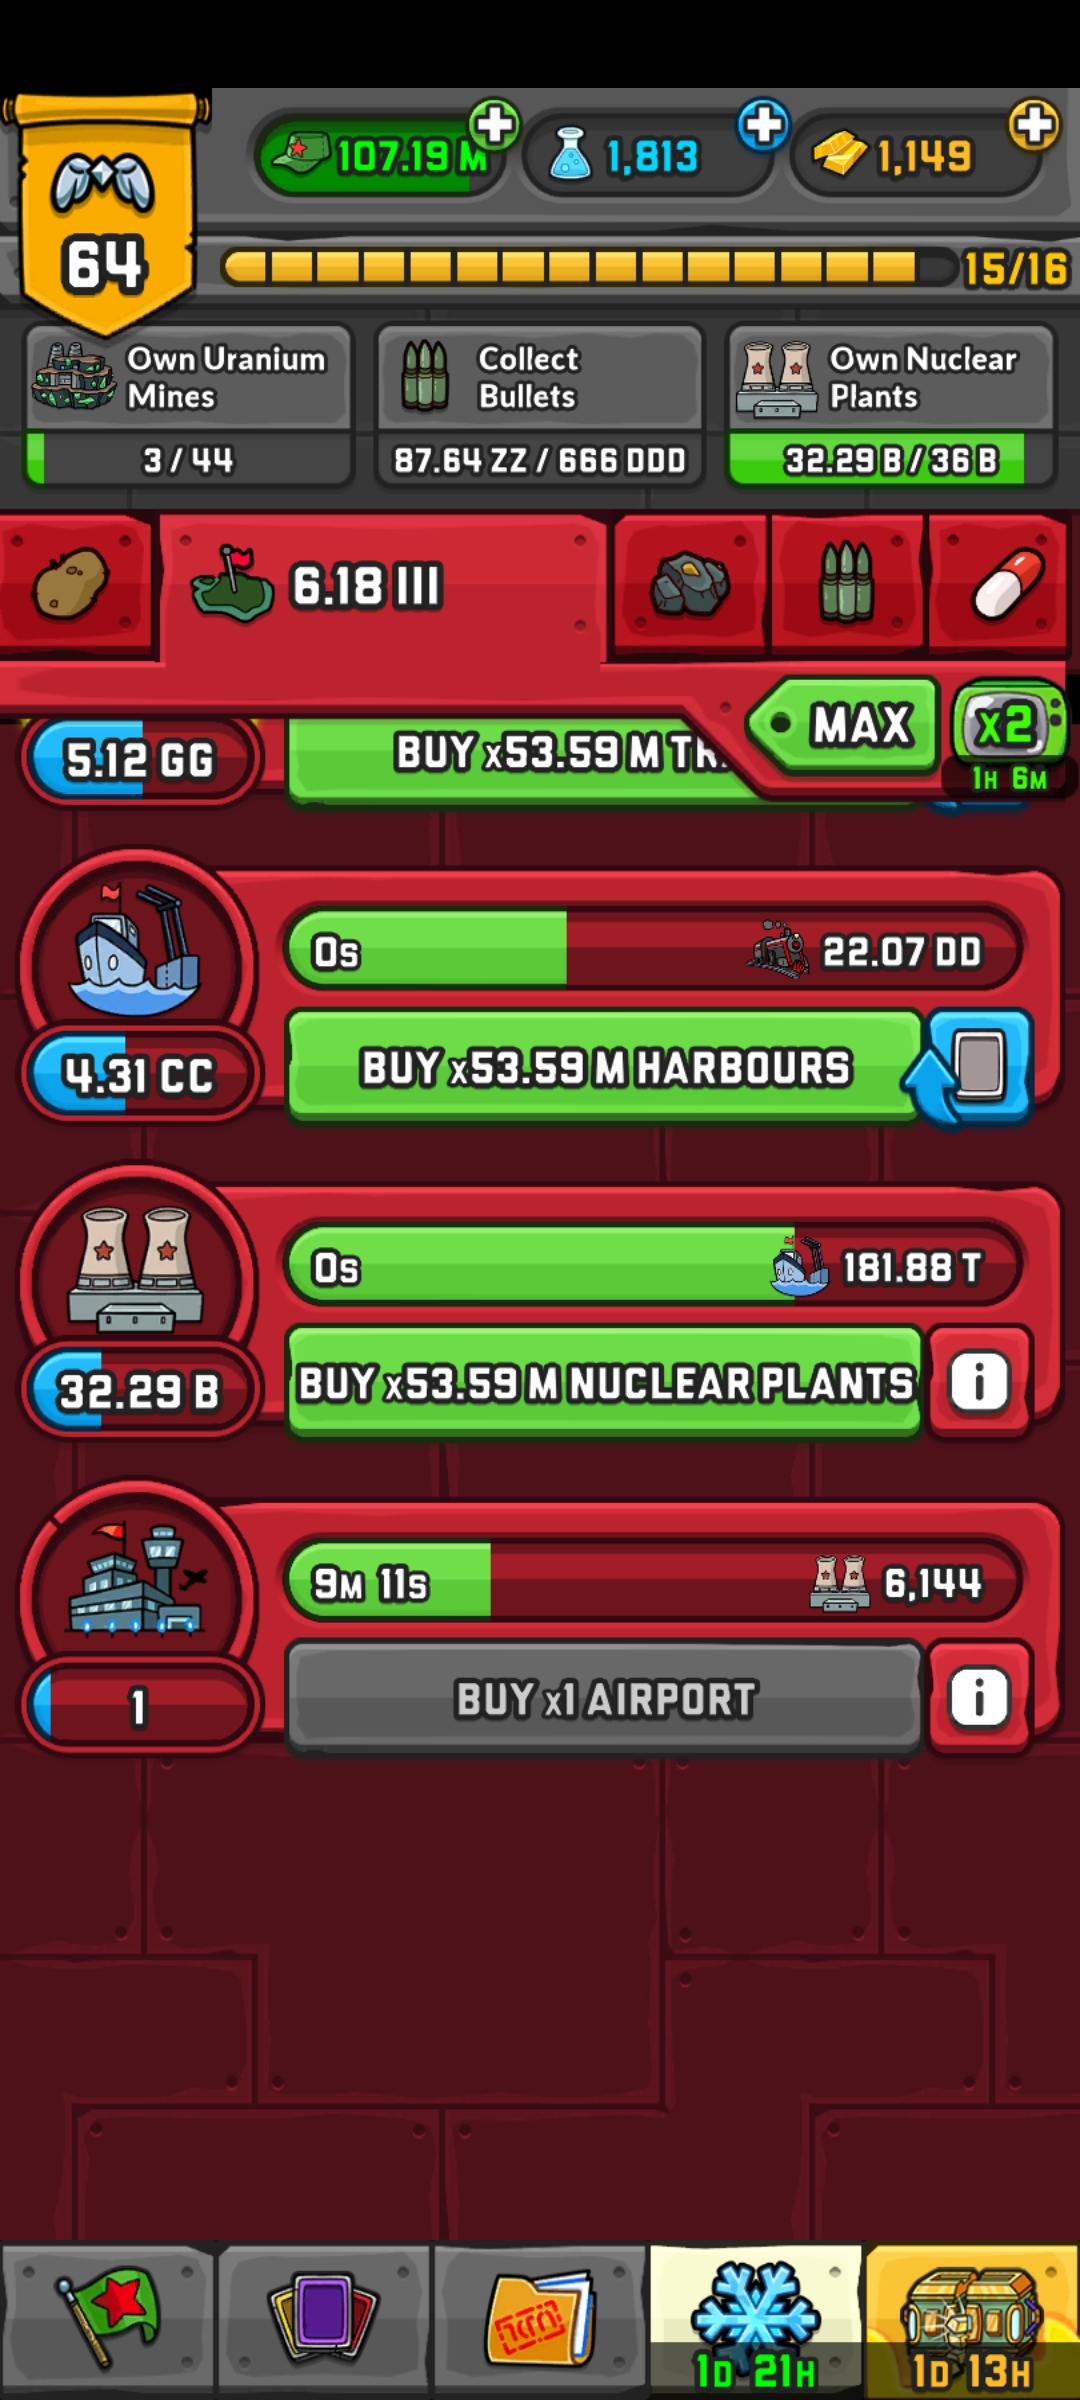 107.19 M
1,813
1,149
64
15/16
Own Uranium
Mines
3 / 44
Collect
Bullets
87.64 ZZ / 666 DDD
Own Nuclear
Plants
32.29 B / 36 B
6.18 III
MAX
x2
1H 6M
5.12 GG
BUY x53.59 M TR
0s
22.07 DD
4.31 CC
BUY x53.59 M HARBOURS
0s
181.88 T
32.29 B
BUY x53.59 M NUCLEAR PLANTS
i
9M 11s
6,144
1
BUY x1 AIRPORT
i
1D 21H
1D 13H